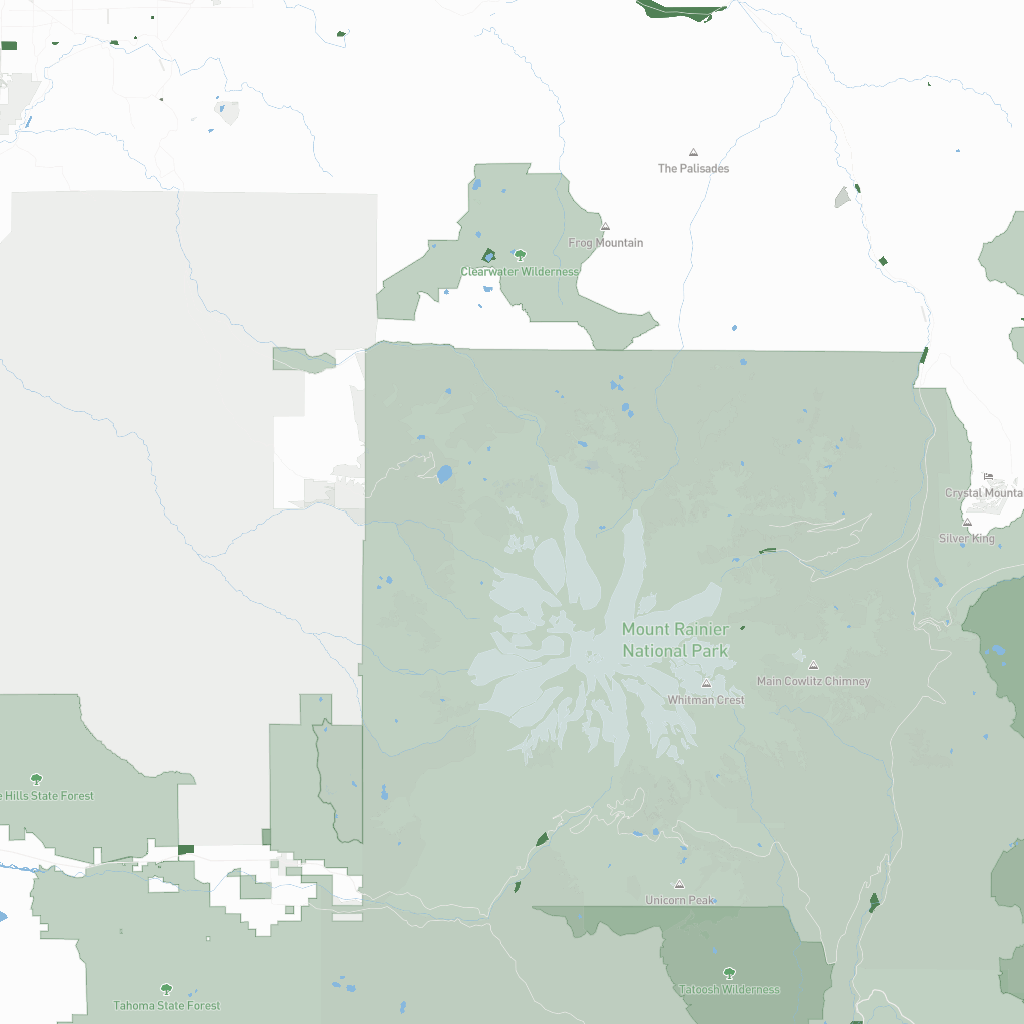 The Palisades
Frog Mountain
Clearwater Wilderness
Crystal Mounta
Silver King
Mount Rainier
National Park
Main Cowlitz Chimney
Whitman Crest
e Hills State Forest
Unicorn Peak
Tatoosh Wilderness
Tahoma State Forest